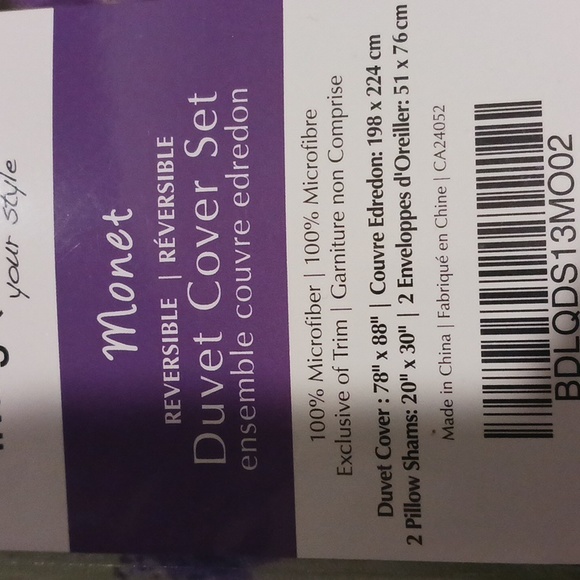 your style
Monet
REVERSIBLE | RÉVERSIBLE
Duvet Cover Set
ensemble couvre edredon
100% Microfiber | 100% Microfibre
Exclusive of Trim | Garniture non Comprise
Duvet Cover : 78" x 88" | Couvre Edredon: 198 x 224 cm
2 Pillow Shams: 20" x 30" | 2 Enveloppes d'Oreiller: 51 x 76 cm
Made in China | Fabriqué en Chine | CA24052
BDLQDS13MO02